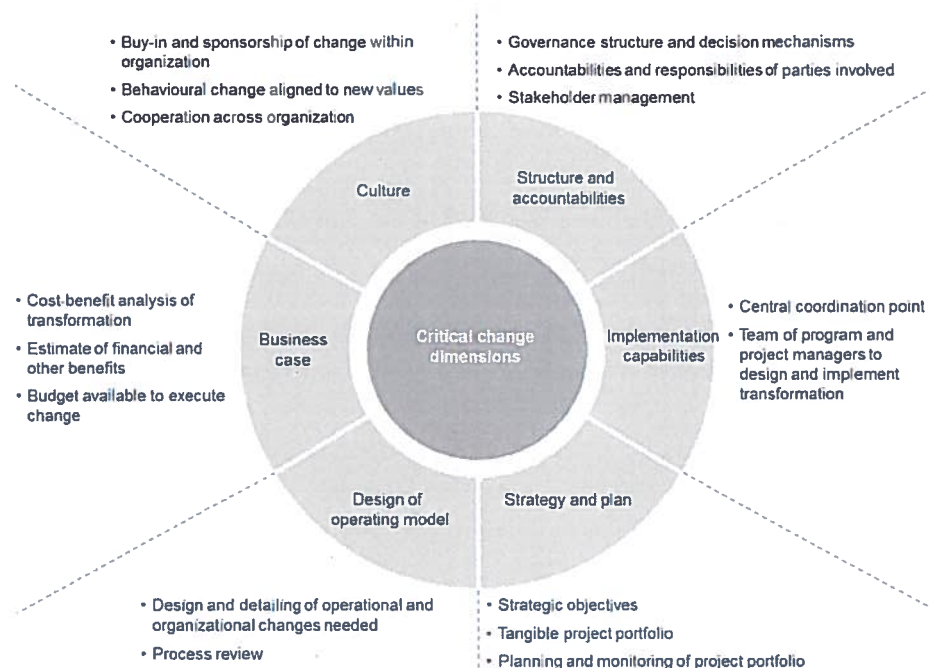 • Buy-in and sponsorship of change within
organization
• Behavioural change aligned to new values
• Cooperation across organization
• Governance structure and decision mechanisms
• Accountabilities and responsibilities of parties involved
• Stakeholder management
Culture
Structure and
accountabilities
• Cost-benefit analysis of
transformation
• Estimate of financial and
other benefits
• Budget available to execute
change
Business
case
Critical change
dimensions
Implementation
capabilities
• Central coordination point
• Team of program and
project managers to
design and implement
transformation
Design of
operating model
Strategy and plan
• Design and detailing of operational and
organizational changes needed
• Process review
• Strategic objectives
• Tangible project portfolio
• Planning and monitoring of project portfolio